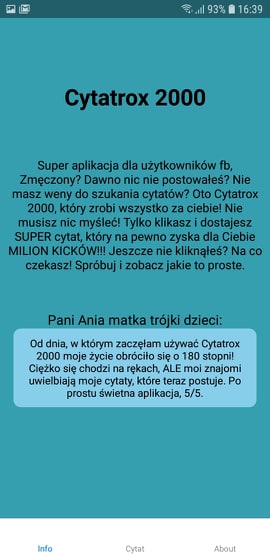 93% 16:39
Cytatrox 2000
Super aplikacja dla użytkowników fb,
Zmęczony? Dawno nic nie postowałeś? Nie
masz weny do szukania cytatów? Oto Cytatrox
2000, który zrobi wszystko za ciebie! Nie
musisz nic myśleć! Tylko klikasz i dostajesz
SUPER cytat, który na pewno zyska dla Ciebie
MILION KICKÓW!!! Jeszcze nie kliknąłeś? Na co
czekasz! Spróbuj i zobacz jakie to proste.
Pani Ania matka trójki dzieci:
Od dnia, w którym zaczęłam używać Cytatrox
2000 moje życie obróciło się o 180 stopni!
Ciężko się chodzi na rękach, ALE moi znajomi
uwielbiają moje cytaty, które teraz postuje. Po
prostu świetna aplikacja, 5/5.
Info Cytat About